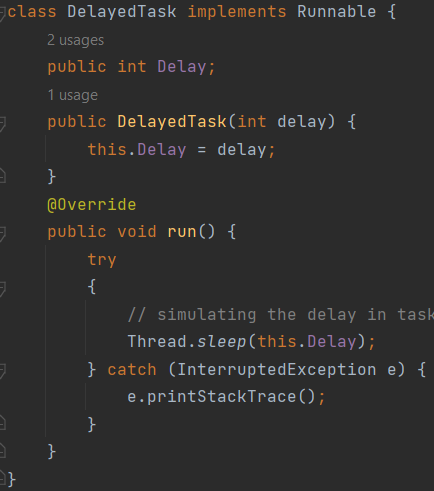 class DelayedTask implements Runnable {
2 usages
public int Delay;
1 usage
public DelayedTask(int delay) {
this.Delay = delay;
}
@Override
public void run() {
try
{
// simulating the delay in task
Thread.sleep(this.Delay);
} catch (InterruptedException e) {
e.printStackTrace();
}
}
}